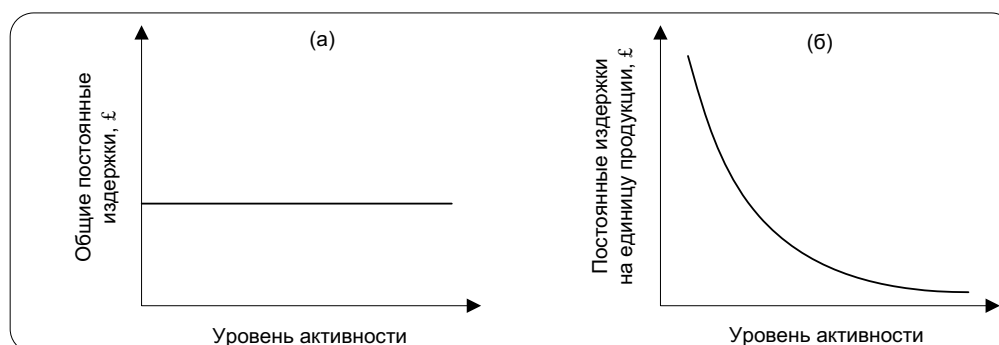 (а)
Общие постоянные
издержки, £
Уровень активности
(б)
Постоянные издержки
на единицу продукции, £
Уровень активности